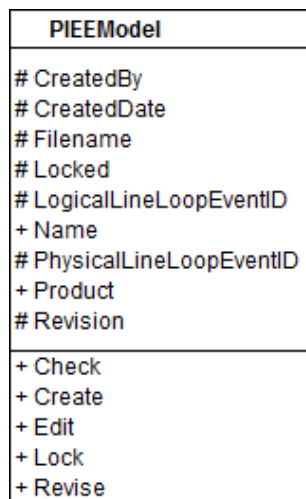 PIEEModel
# CreatedBy
# CreatedDate
# Filename
# Locked
# LogicalLineLoopEventID
+ Name
# PhysicalLineLoopEventID
+ Product
# Revision
+ Check
+ Create
+ Edit
+ Lock
+ Revise